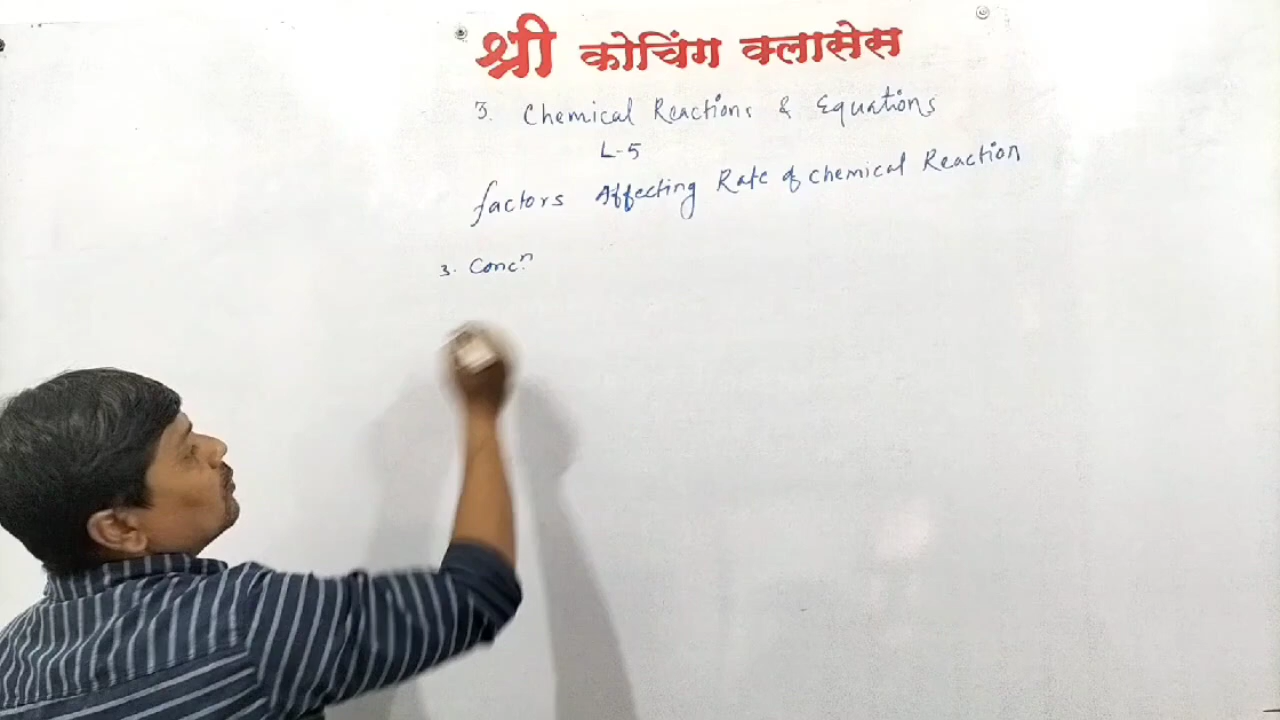 श्री कोचिंग क्लासेस
3. Chemical Reactions & Equations
L-5
factors Affecting Rate of chemical Reaction
3. Concⁿ